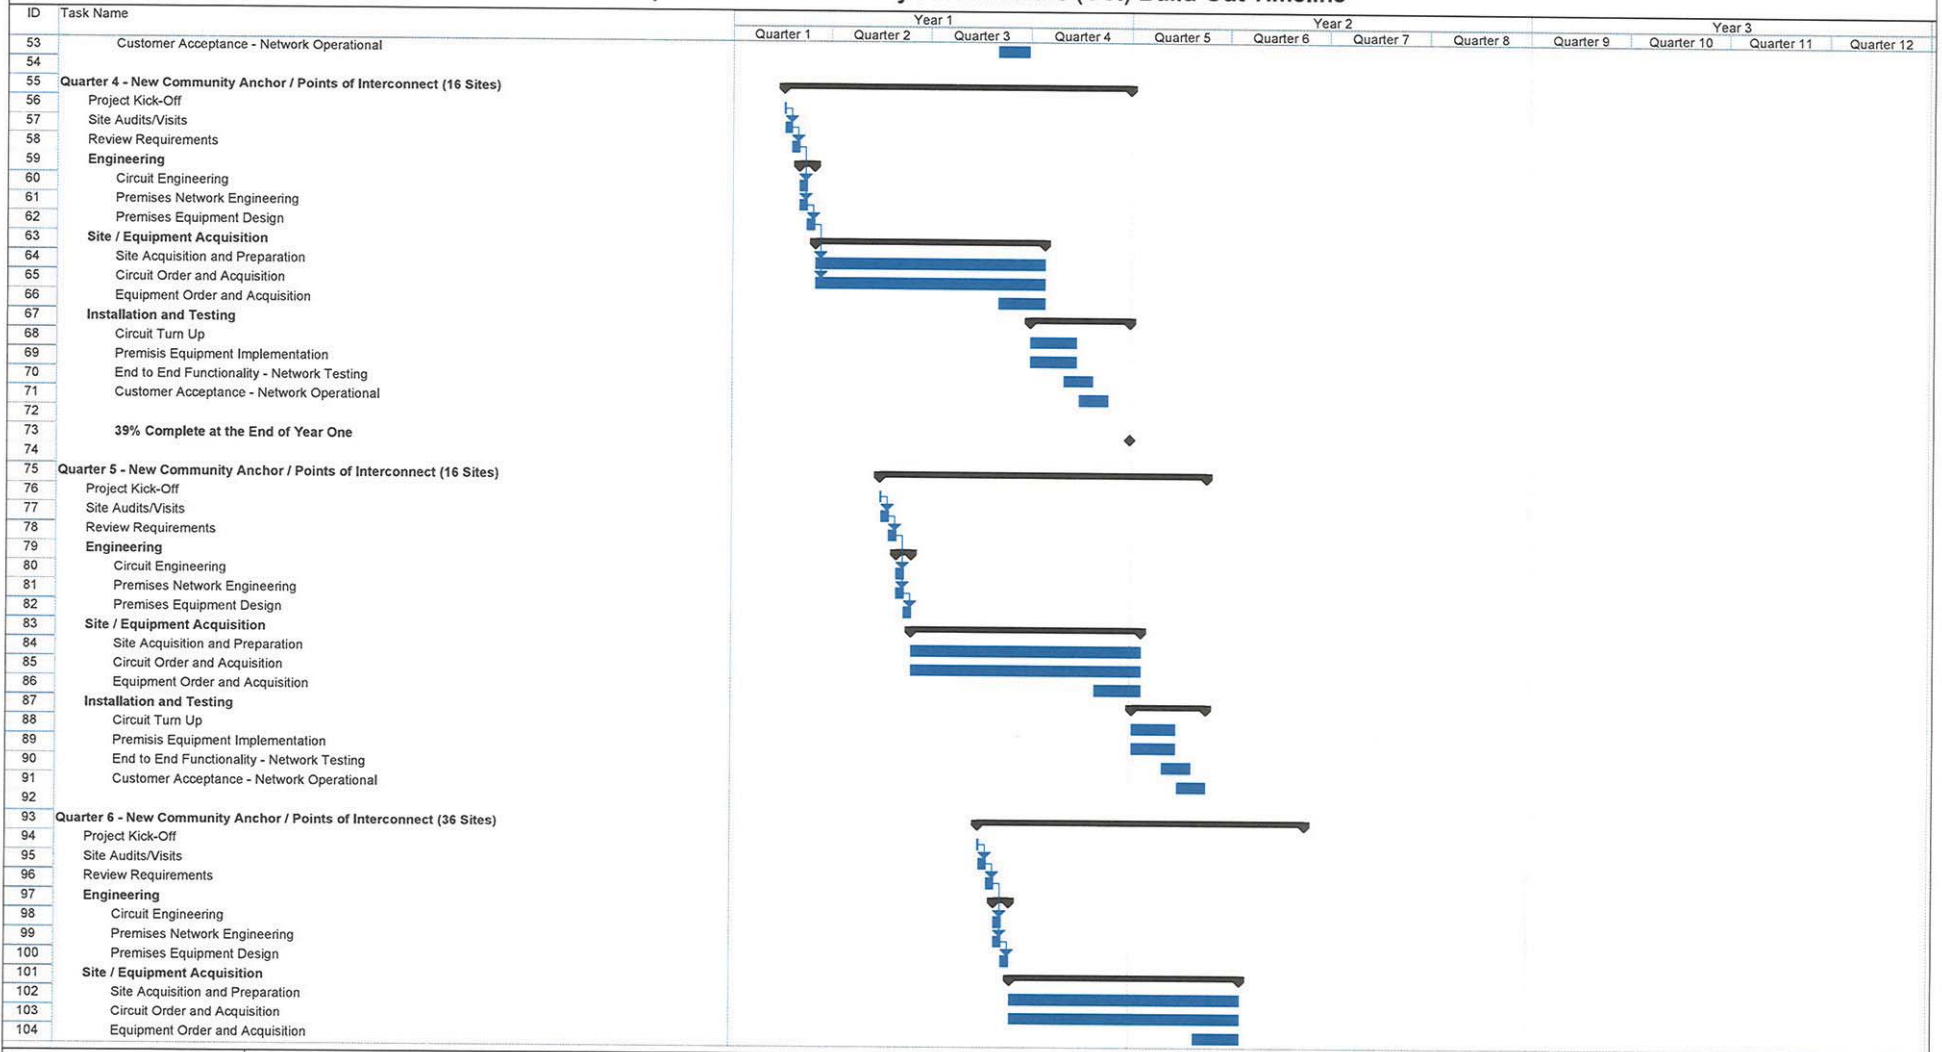 (CCI) Build-Out Timeline
ID Task Name Year 1 Year 2 Year 3
Quarter 1 Quarter 2 Quarter 3 Quarter 4 Quarter 5 Quarter 6 Quarter 7 Quarter 8 Quarter 9 Quarter 10 Quarter 11 Quarter 12
53 Customer Acceptance - Network Operational
54
55 Quarter 4 - New Community Anchor / Points of Interconnect (16 Sites)
56 Project Kick-Off
57 Site Audits/Visits
58 Review Requirements
59 Engineering
60 Circuit Engineering
61 Premises Network Engineering
62 Premises Equipment Design
63 Site / Equipment Acquisition
64 Site Acquisition and Preparation
65 Circuit Order and Acquisition
66 Equipment Order and Acquisition
67 Installation and Testing
68 Circuit Turn Up
69 Premisis Equipment Implementation
70 End to End Functionality - Network Testing
71 Customer Acceptance - Network Operational
72
73 39% Complete at the End of Year One
74
75 Quarter 5 - New Community Anchor / Points of Interconnect (16 Sites)
76 Project Kick-Off
77 Site Audits/Visits
78 Review Requirements
79 Engineering
80 Circuit Engineering
81 Premises Network Engineering
82 Premises Equipment Design
83 Site / Equipment Acquisition
84 Site Acquisition and Preparation
85 Circuit Order and Acquisition
86 Equipment Order and Acquisition
87 Installation and Testing
88 Circuit Turn Up
89 Premisis Equipment Implementation
90 End to End Functionality - Network Testing
91 Customer Acceptance - Network Operational
92
93 Quarter 6 - New Community Anchor / Points of Interconnect (36 Sites)
94 Project Kick-Off
95 Site Audits/Visits
96 Review Requirements
97 Engineering
98 Circuit Engineering
99 Premises Network Engineering
100 Premises Equipment Design
101 Site / Equipment Acquisition
102 Site Acquisition and Preparation
103 Circuit Order and Acquisition
104 Equipment Order and Acquisition